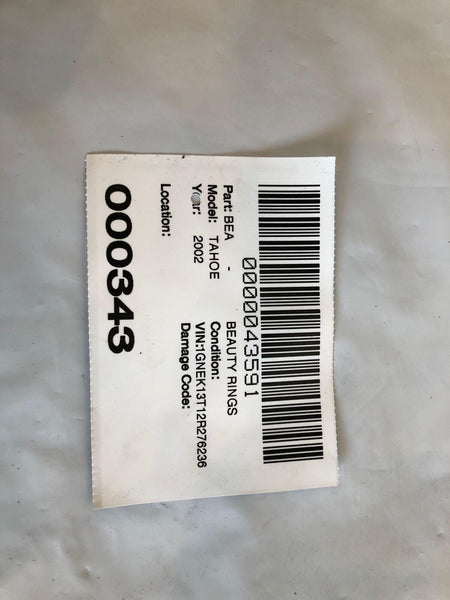 0000043591
Part: BEA - BEAUTY RINGS
Model: TAHOE Condition:
Year: 2002 VIN:1GNEK13T12R276236
Damage Code:
Location:
000343